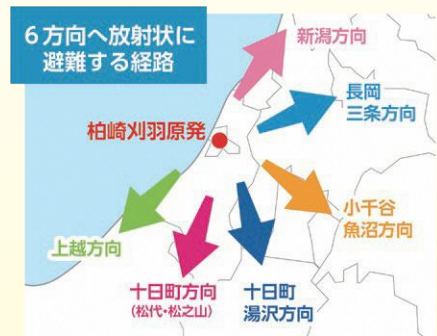 6方向へ放射状に
避難する経路
新潟方向
長岡
三条方向
柏崎刈羽原発
小千谷
魚沼方向
上越方向
十日町方向
(松代・松之山)
十日町
湯沢方向